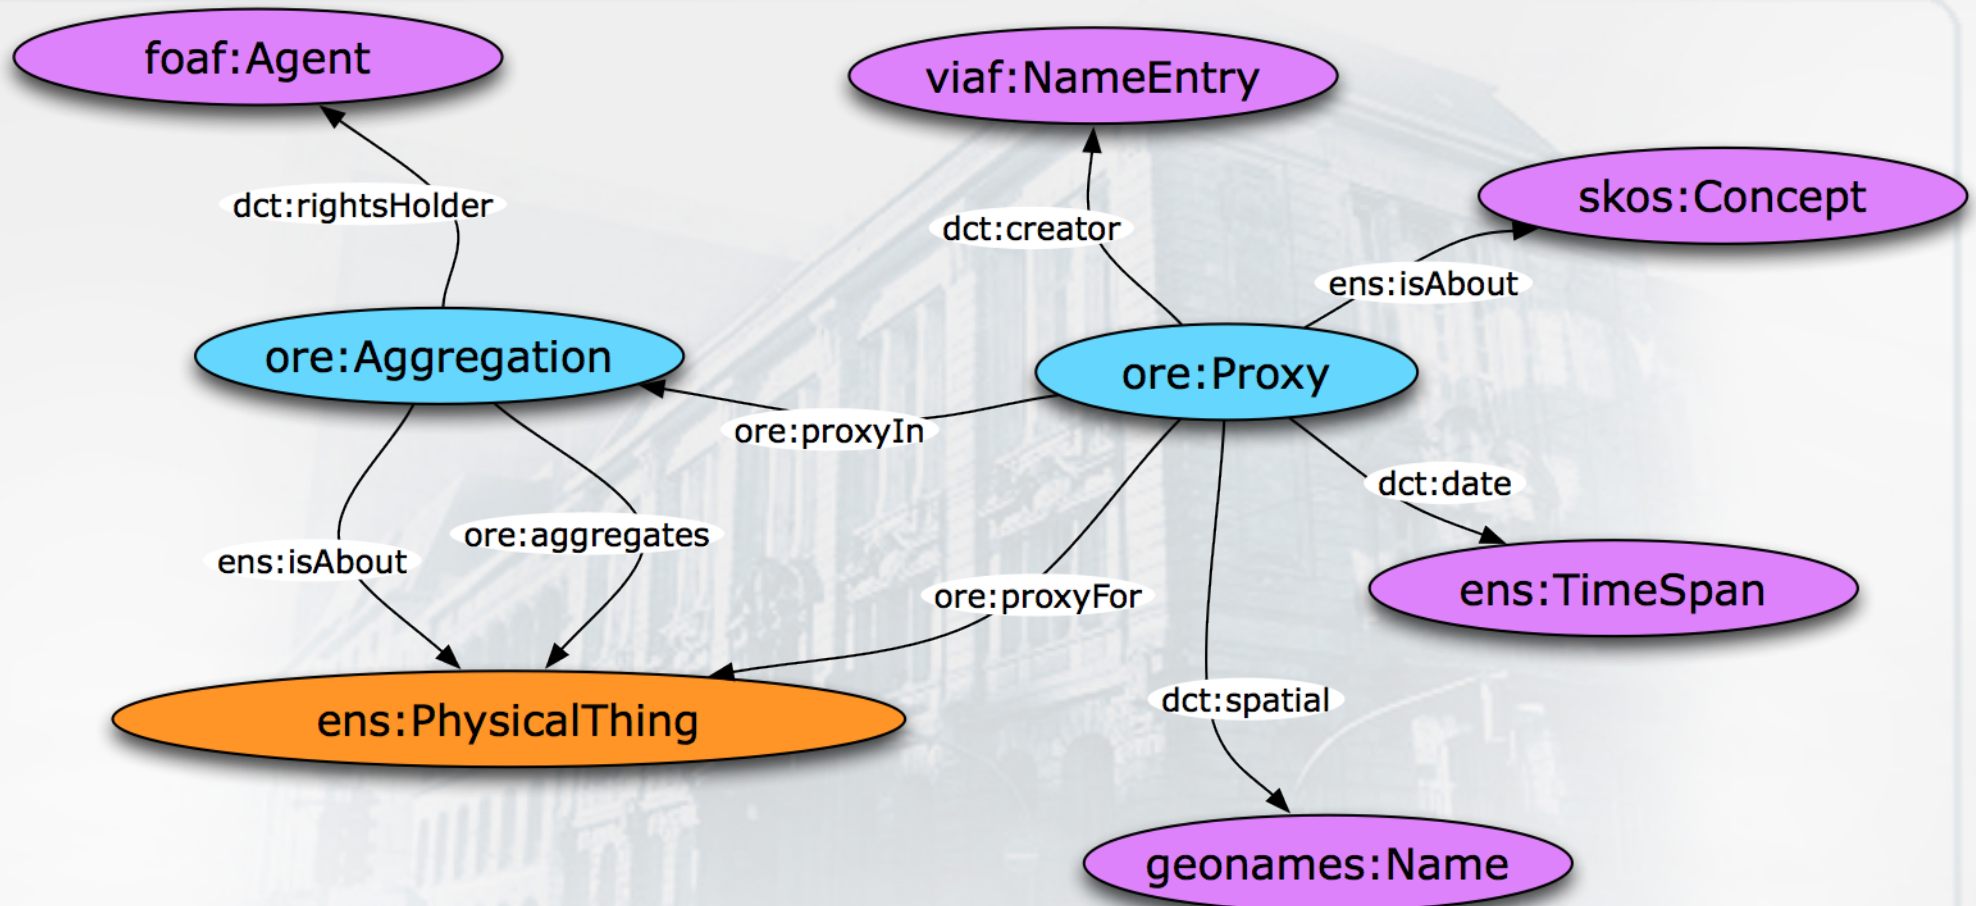 foaf:Agent
viaf:NameEntry
skos:Concept
dct:rightsHolder
dct:creator
ens:isAbout
ore:Aggregation
ore:Proxy
ore:proxyIn
dct:date
ore:aggregates
ens:isAbout
ore:proxyFor
ens:TimeSpan
dct:spatial
ens:PhysicalThing
geonames:Name